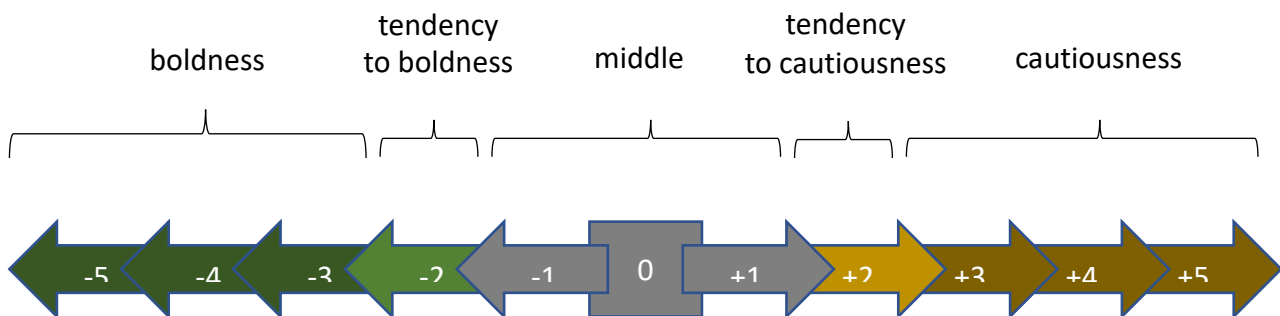 boldness
tendency
to boldness
middle
tendency
to cautiousness
cautiousness
-5 -4 -3 -2 -1 0 +1 +2 +3 +4 +5